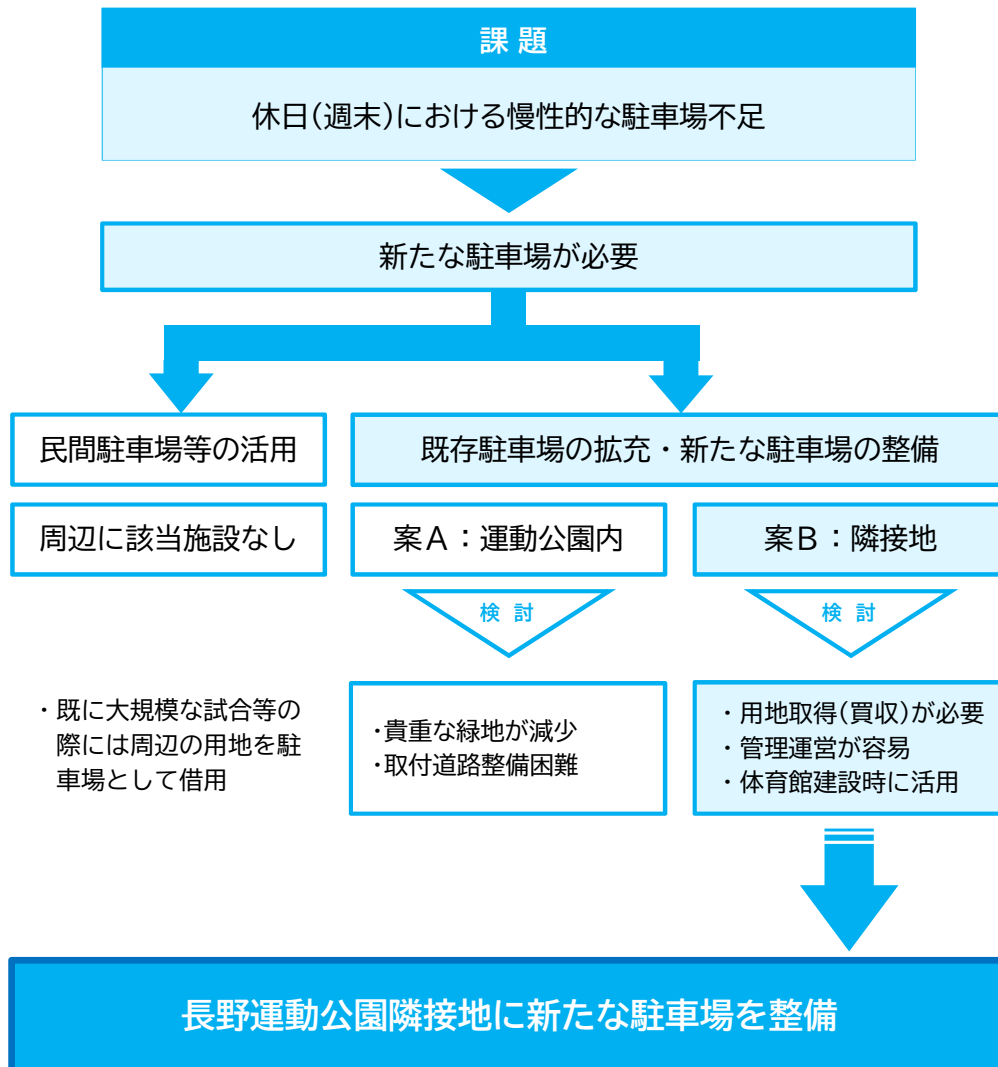 課 題
休日(週末)における慢性的な駐車場不足
新たな駐車場が必要
民間駐車場等の活用
既存駐車場の拡充・新たな駐車場の整備
周辺に該当施設なし
案A：運動公園内
案B：隣接地
検 討
検 討
・既に大規模な試合等の
際には周辺の用地を駐
車場として借用
・貴重な緑地が減少
・取付道路整備困難
・用地取得(買収)が必要
・管理運営が容易
・体育館建設時に活用
長野運動公園隣接地に新たな駐車場を整備